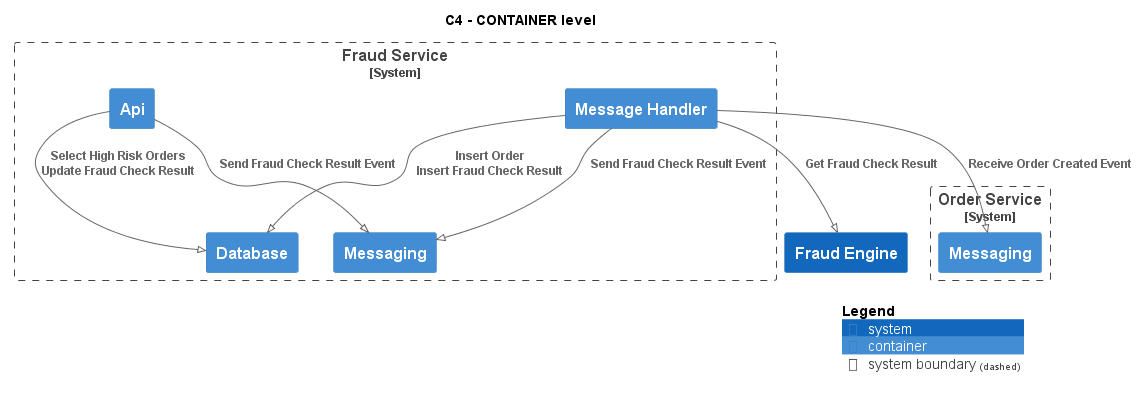 C4 - CONTAINER level
Fraud Service
[System]
Api
Message Handler
Select High Risk Orders
Update Fraud Check Result
Send Fraud Check Result Event
Insert Order
Insert Fraud Check Result
Send Fraud Check Result Event
Get Fraud Check Result
Receive Order Created Event
Order Service
[System]
Database
Messaging
Fraud Engine
Messaging
Legend
system
container
system boundary (dashed)